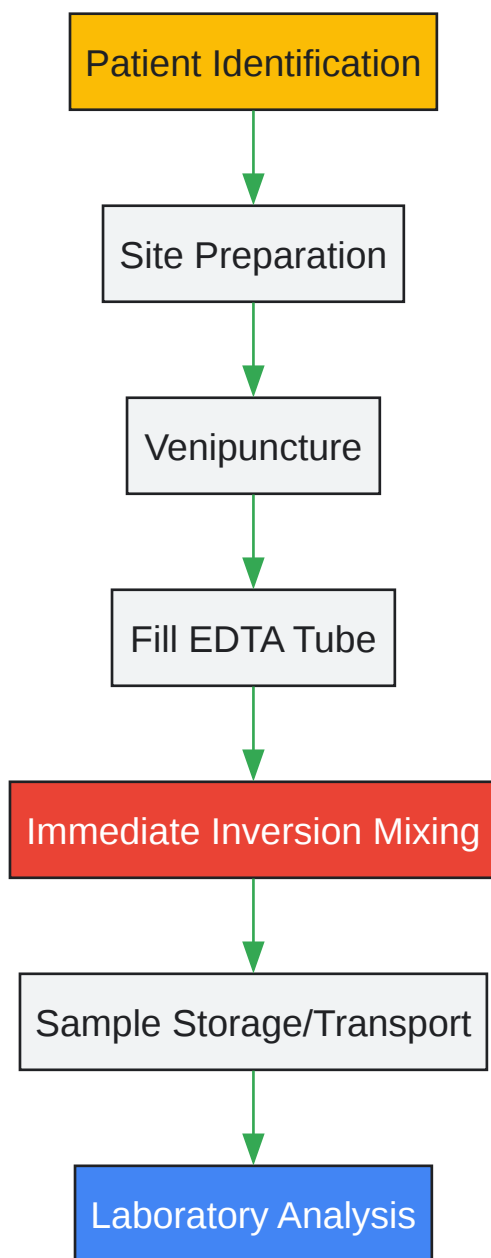 Patient Identification
Site Preparation
Venipuncture
Fill EDTA Tube
Immediate Inversion Mixing
Sample Storage/Transport
Laboratory Analysis